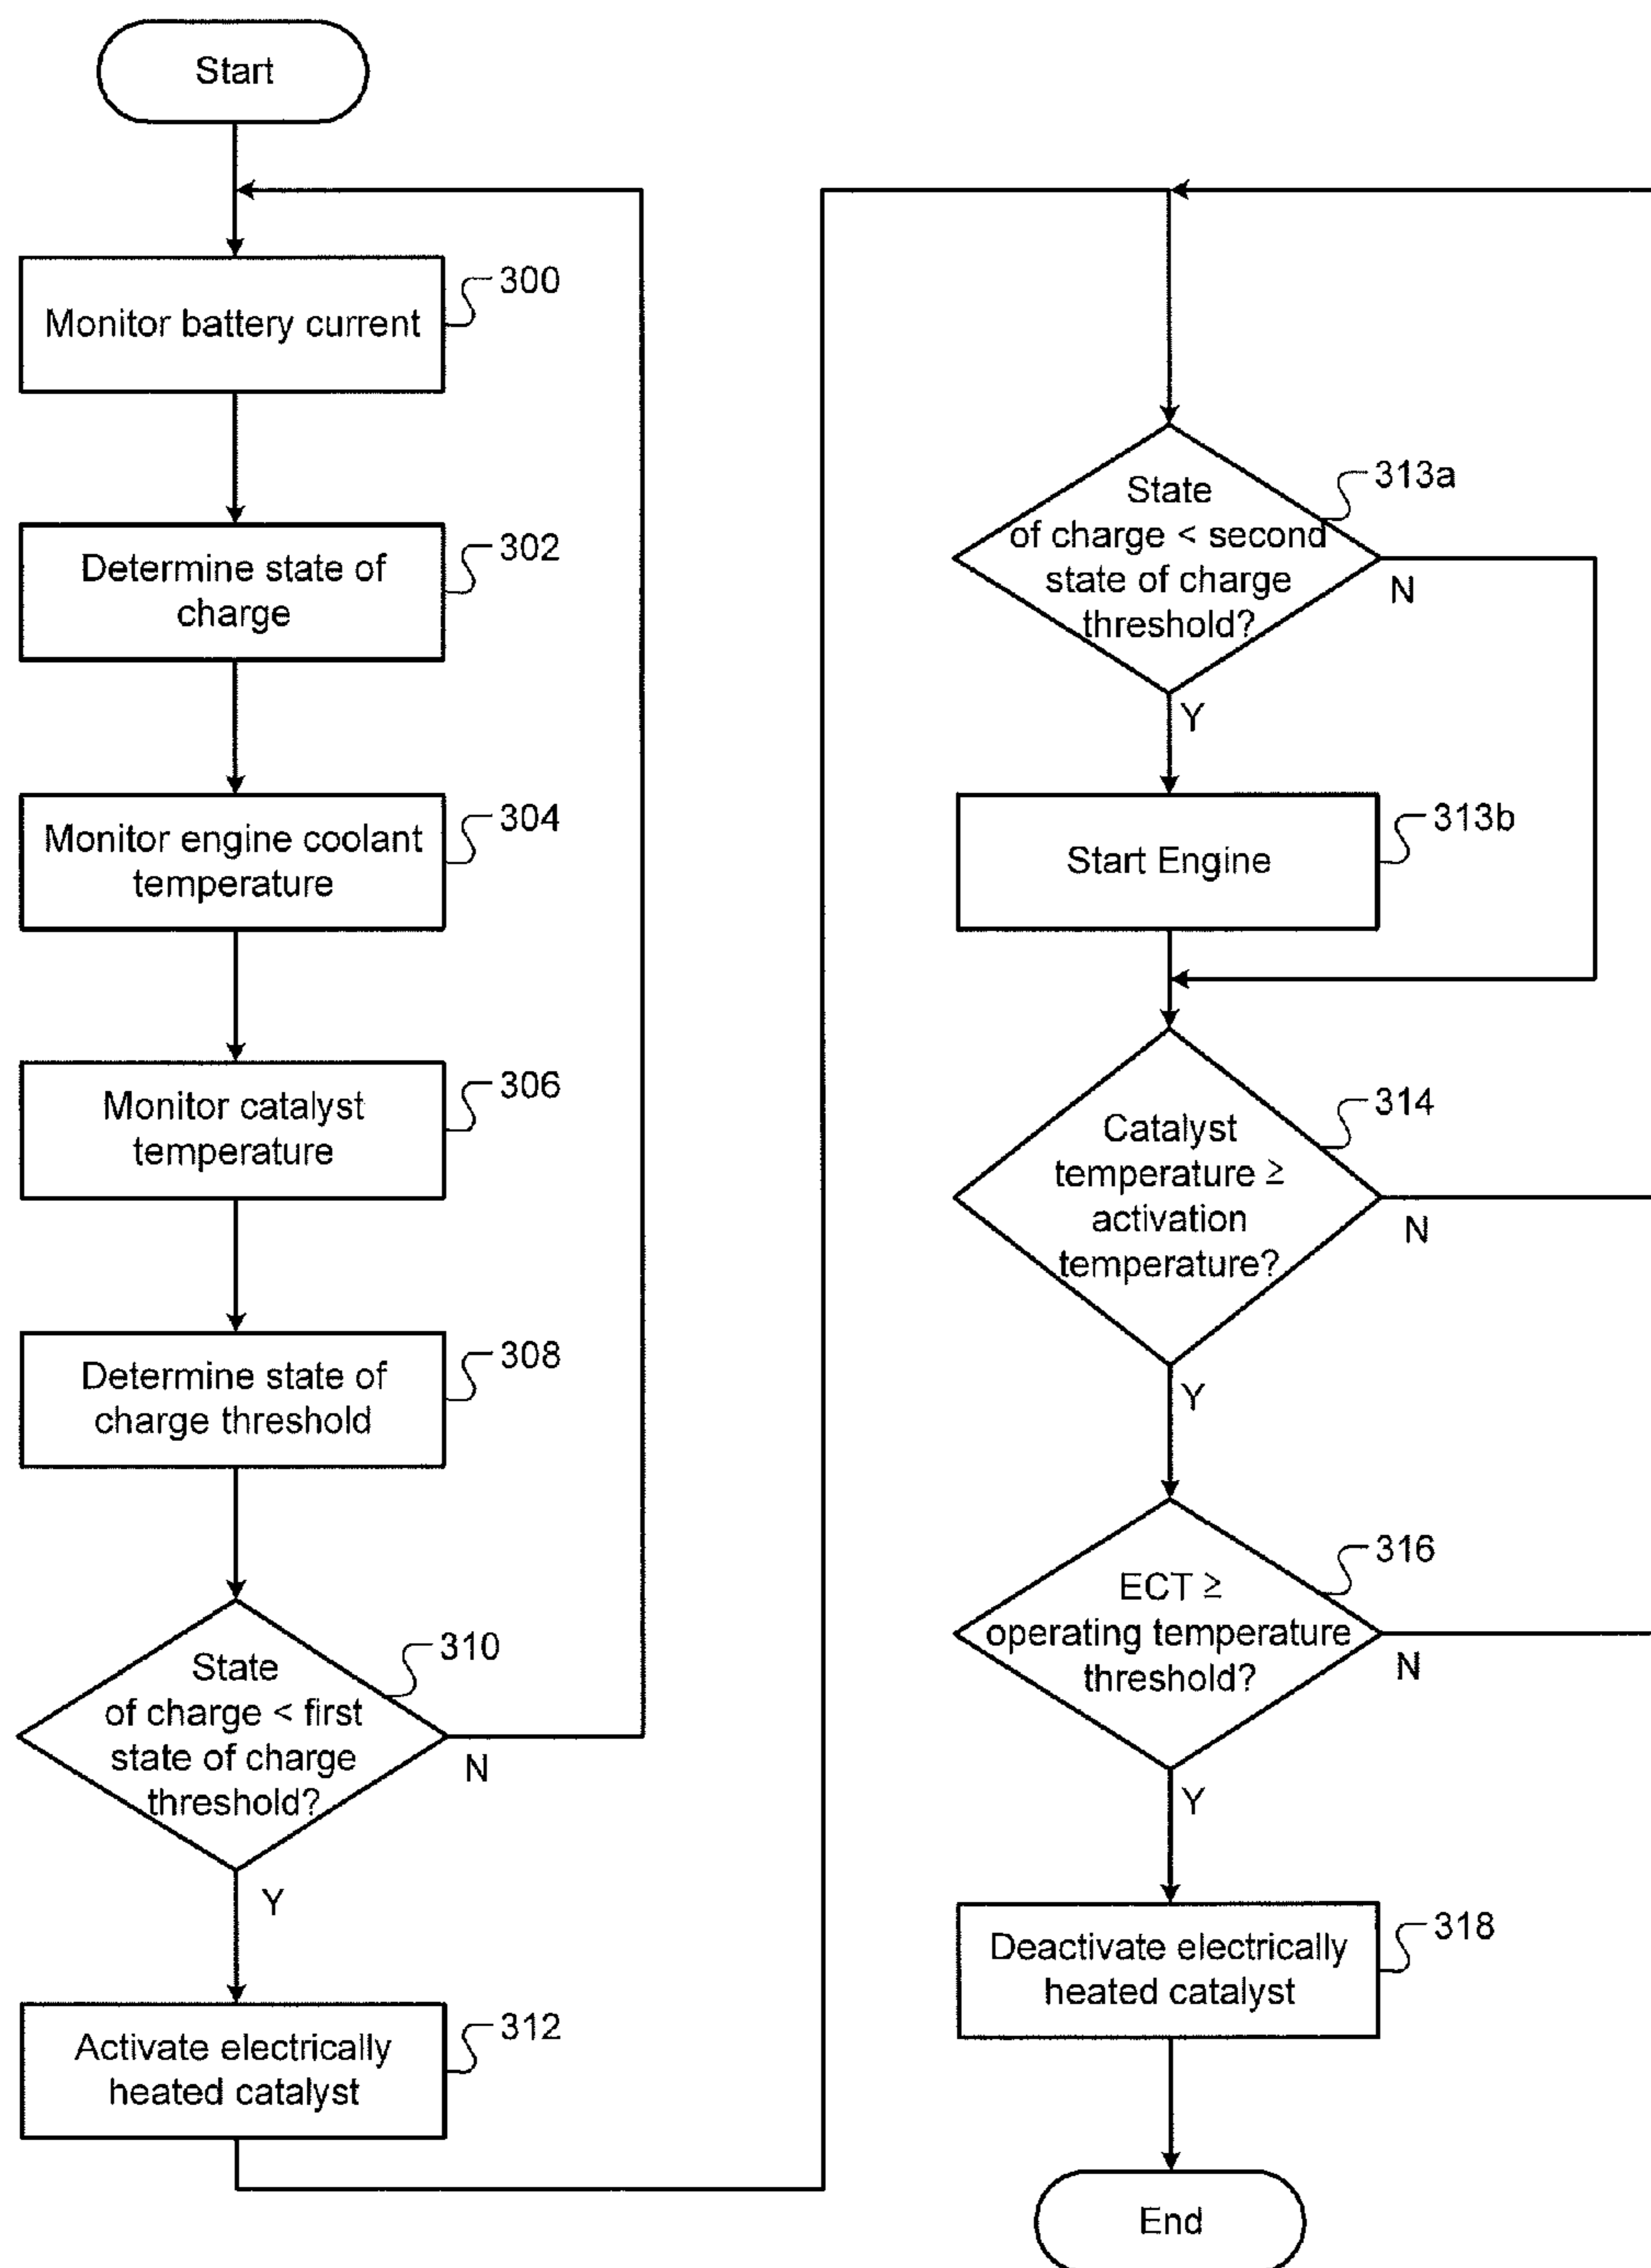 Start
Monitor battery current
300
Determine state of
charge
302
Monitor engine coolant
temperature
304
Monitor catalyst
temperature
306
Determine state of
charge threshold
308
State
of charge < first
state of charge
threshold?
310
N
Y
Activate electrically
heated catalyst
312
State
of charge < second
state of charge
threshold?
313a
N
Y
Start Engine
313b
Catalyst
temperature ≥
activation
temperature?
314
N
Y
ECT ≥
operating temperature
threshold?
316
N
Y
Deactivate electrically
heated catalyst
318
End